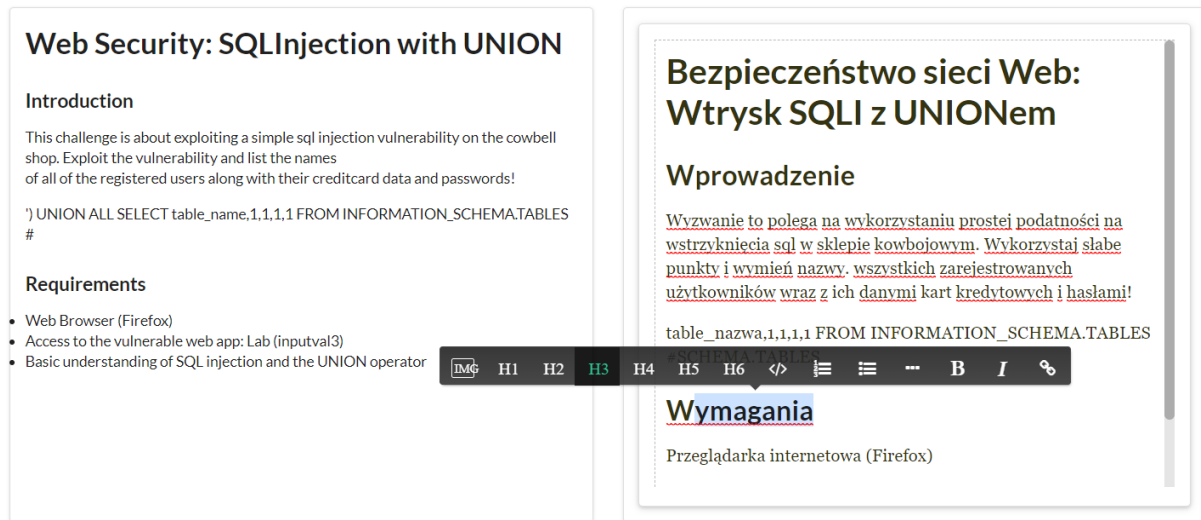 Web Security: SQLInjection with UNION
Introduction
This challenge is about exploiting a simple sql injection vulnerability on the cowbell
shop. Exploit the vulnerability and list the names
of all of the registered users along with their creditcard data and passwords!
') UNION ALL SELECT table_name,1,1,1,1 FROM INFORMATION_SCHEMA.TABLES
#
Requirements
Web Browser (Firefox)
Access to the vulnerable web app: Lab (inputval3)
Basic understanding of SQL injection and the UNION operator
Bezpieczeństwo sieci Web:
Wtrysk SQLI z UNIONem
Wprowadzenie
Wyzwanie to polega na wykorzystaniu prostej podatności na
wstrzyknięcia sql w sklepie kowbojowym. Wykorzystaj słabe
punkty i wymień nazwy. wszystkich zarejestrowanych
użytkowników wraz z ich danymi kart kredytowych i hasłami!
table_nazwa,1,1,1,1 FROM INFORMATION_SCHEMA.TABLES
#SCHEMA.TABLES
IMG H1 H2 H3 H4 H5 H6 </> B I
Wymagania
Przeglądarka internetowa (Firefox)